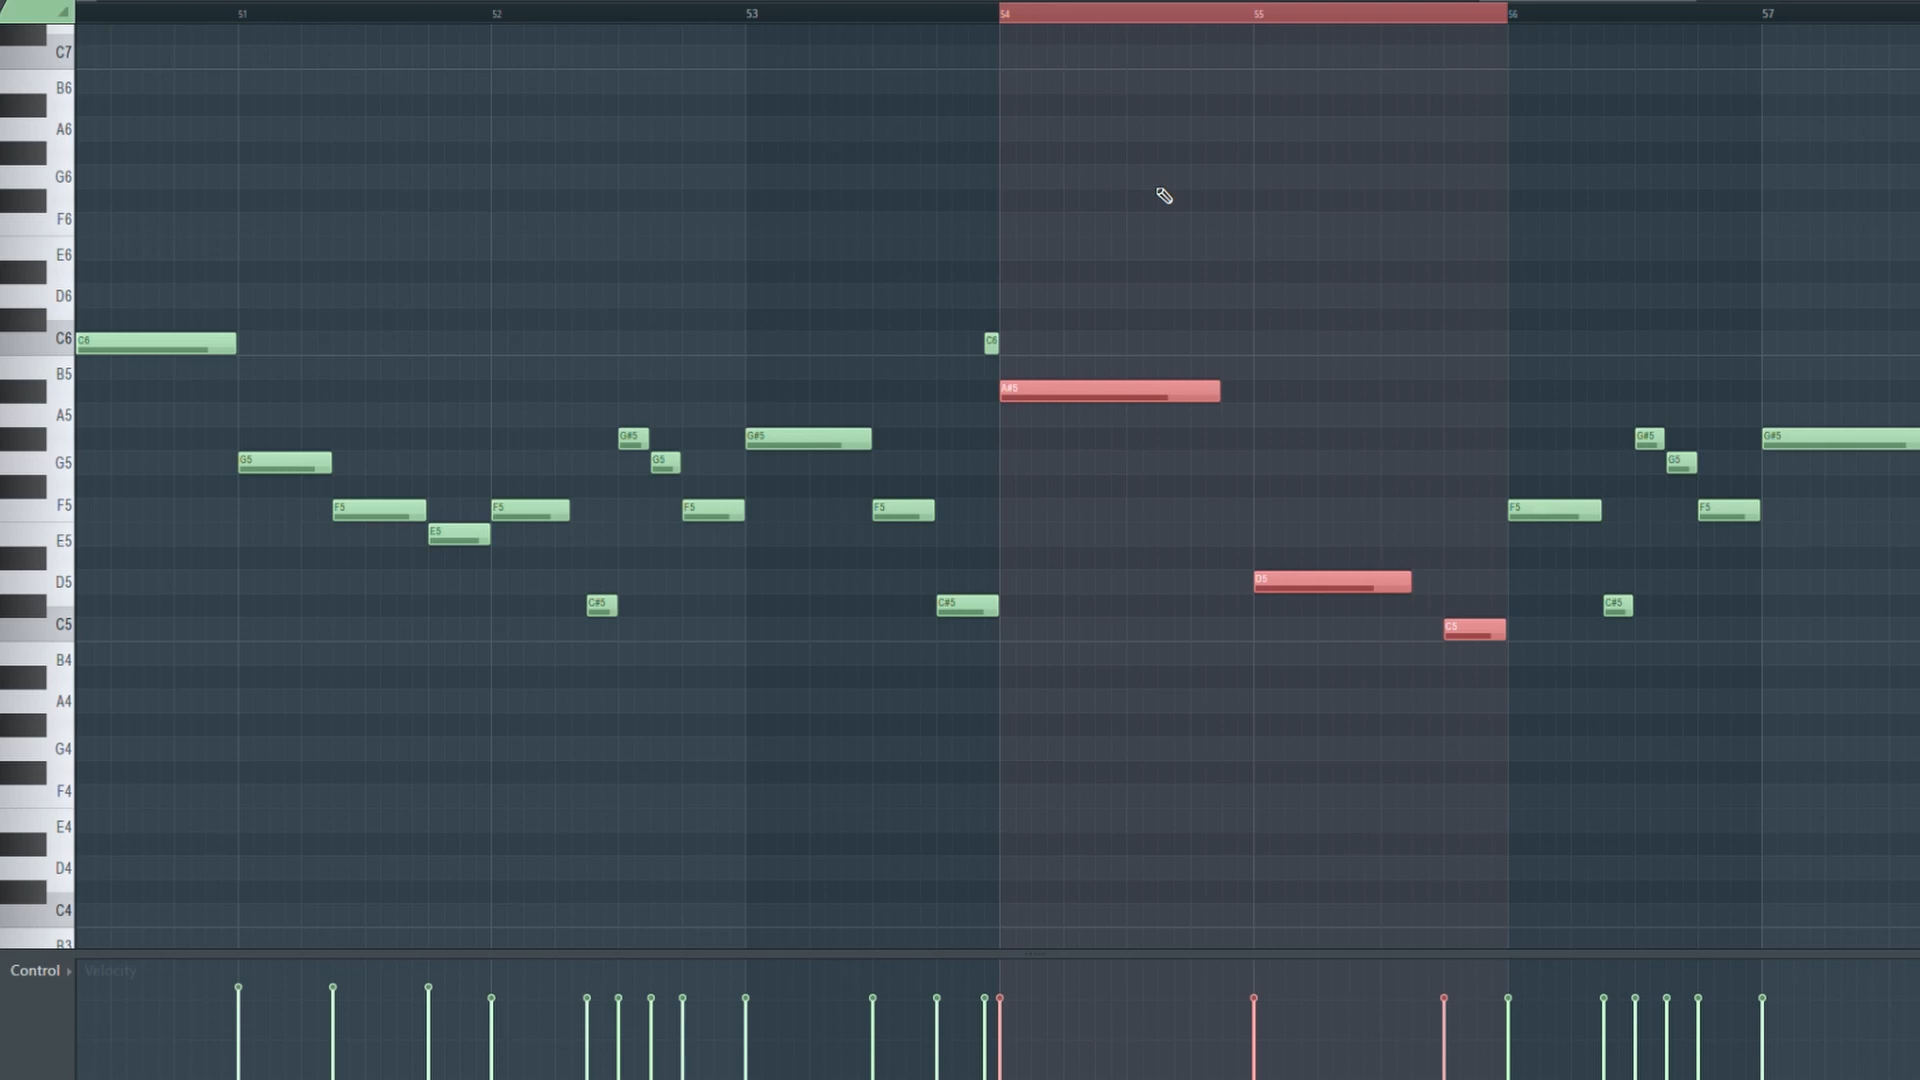 51 52 53 54 55 56 57
C7
B6
A6
G6
F6
E6
D6
C6 C6 C6
B5
A#5
A5
G#5 G#5 G#5 G#5
G5 G5 G5 G5
F5 F5 F5 F5 F5 F5 F5
E5 E5
D5 D5
C#5 C#5 C#5
C5 C5
B4
A4
G4
F4
E4
D4
C4
B3
Control Velocity